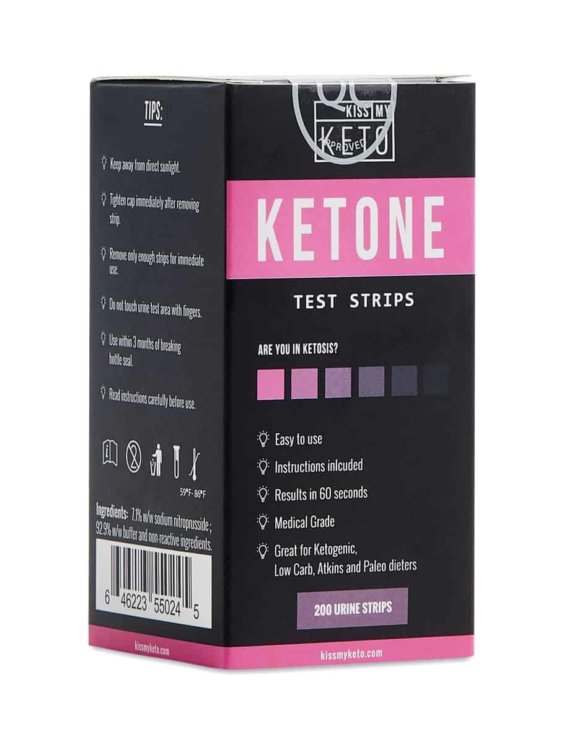 TIPS:
Keep away from direct sunlight.
Tighten cap immediately after removing
strip.
Remove only enough strips for immediate
use.
Do not touch urine test area with fingers.
Use within 3 months of breaking
bottle seal.
Read instructions carefully before use.
59°F-86°F
Ingredients: 7.1% w/w sodium nitroprusside;
92.9% w/w buffer and non-reactive ingredients.
6 46223 55024 5
kissmyketo.com
QC
APPROVED
KISS MY
KETO
KETONE
TEST STRIPS
ARE YOU IN KETOSIS?
Easy to use
Instructions inlcuded
Results in 60 seconds
Medical Grade
Great for Ketogenic,
Low Carb, Atkins and Paleo dieters
200 URINE STRIPS
kissmyketo.com